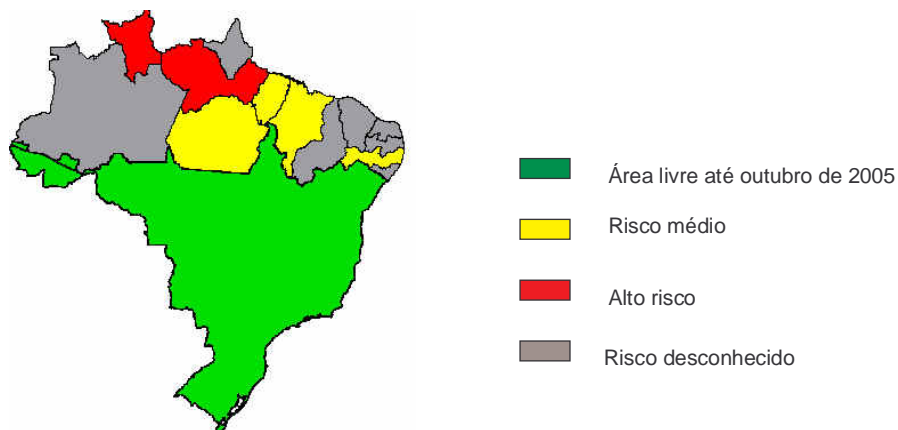 Área livre até outubro de 2005
Risco médio
Alto risco
Risco desconhecido